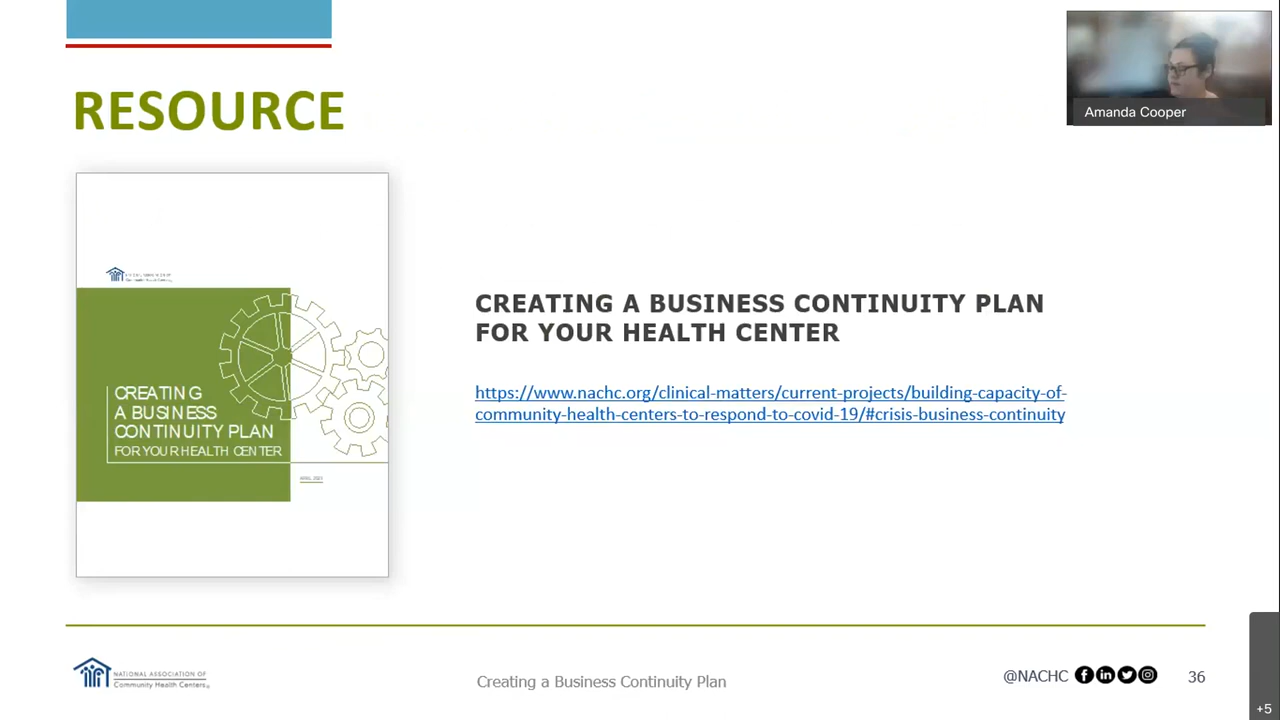 RESOURCE
Amanda Cooper
CREATING
A BUSINESS
CONTINUITY PLAN
FOR YOUR HEALTH CENTER
CREATING A BUSINESS CONTINUITY PLAN
FOR YOUR HEALTH CENTER
https://www.nachc.org/clinical-matters/current-projects/building-capacity-of-
community-health-centers-to-respond-to-covid-19/#crisis-business-continuity
NATIONAL ASSOCIATION OF
Community Health Centers
Creating a Business Continuity Plan
@NACHC
36
+5